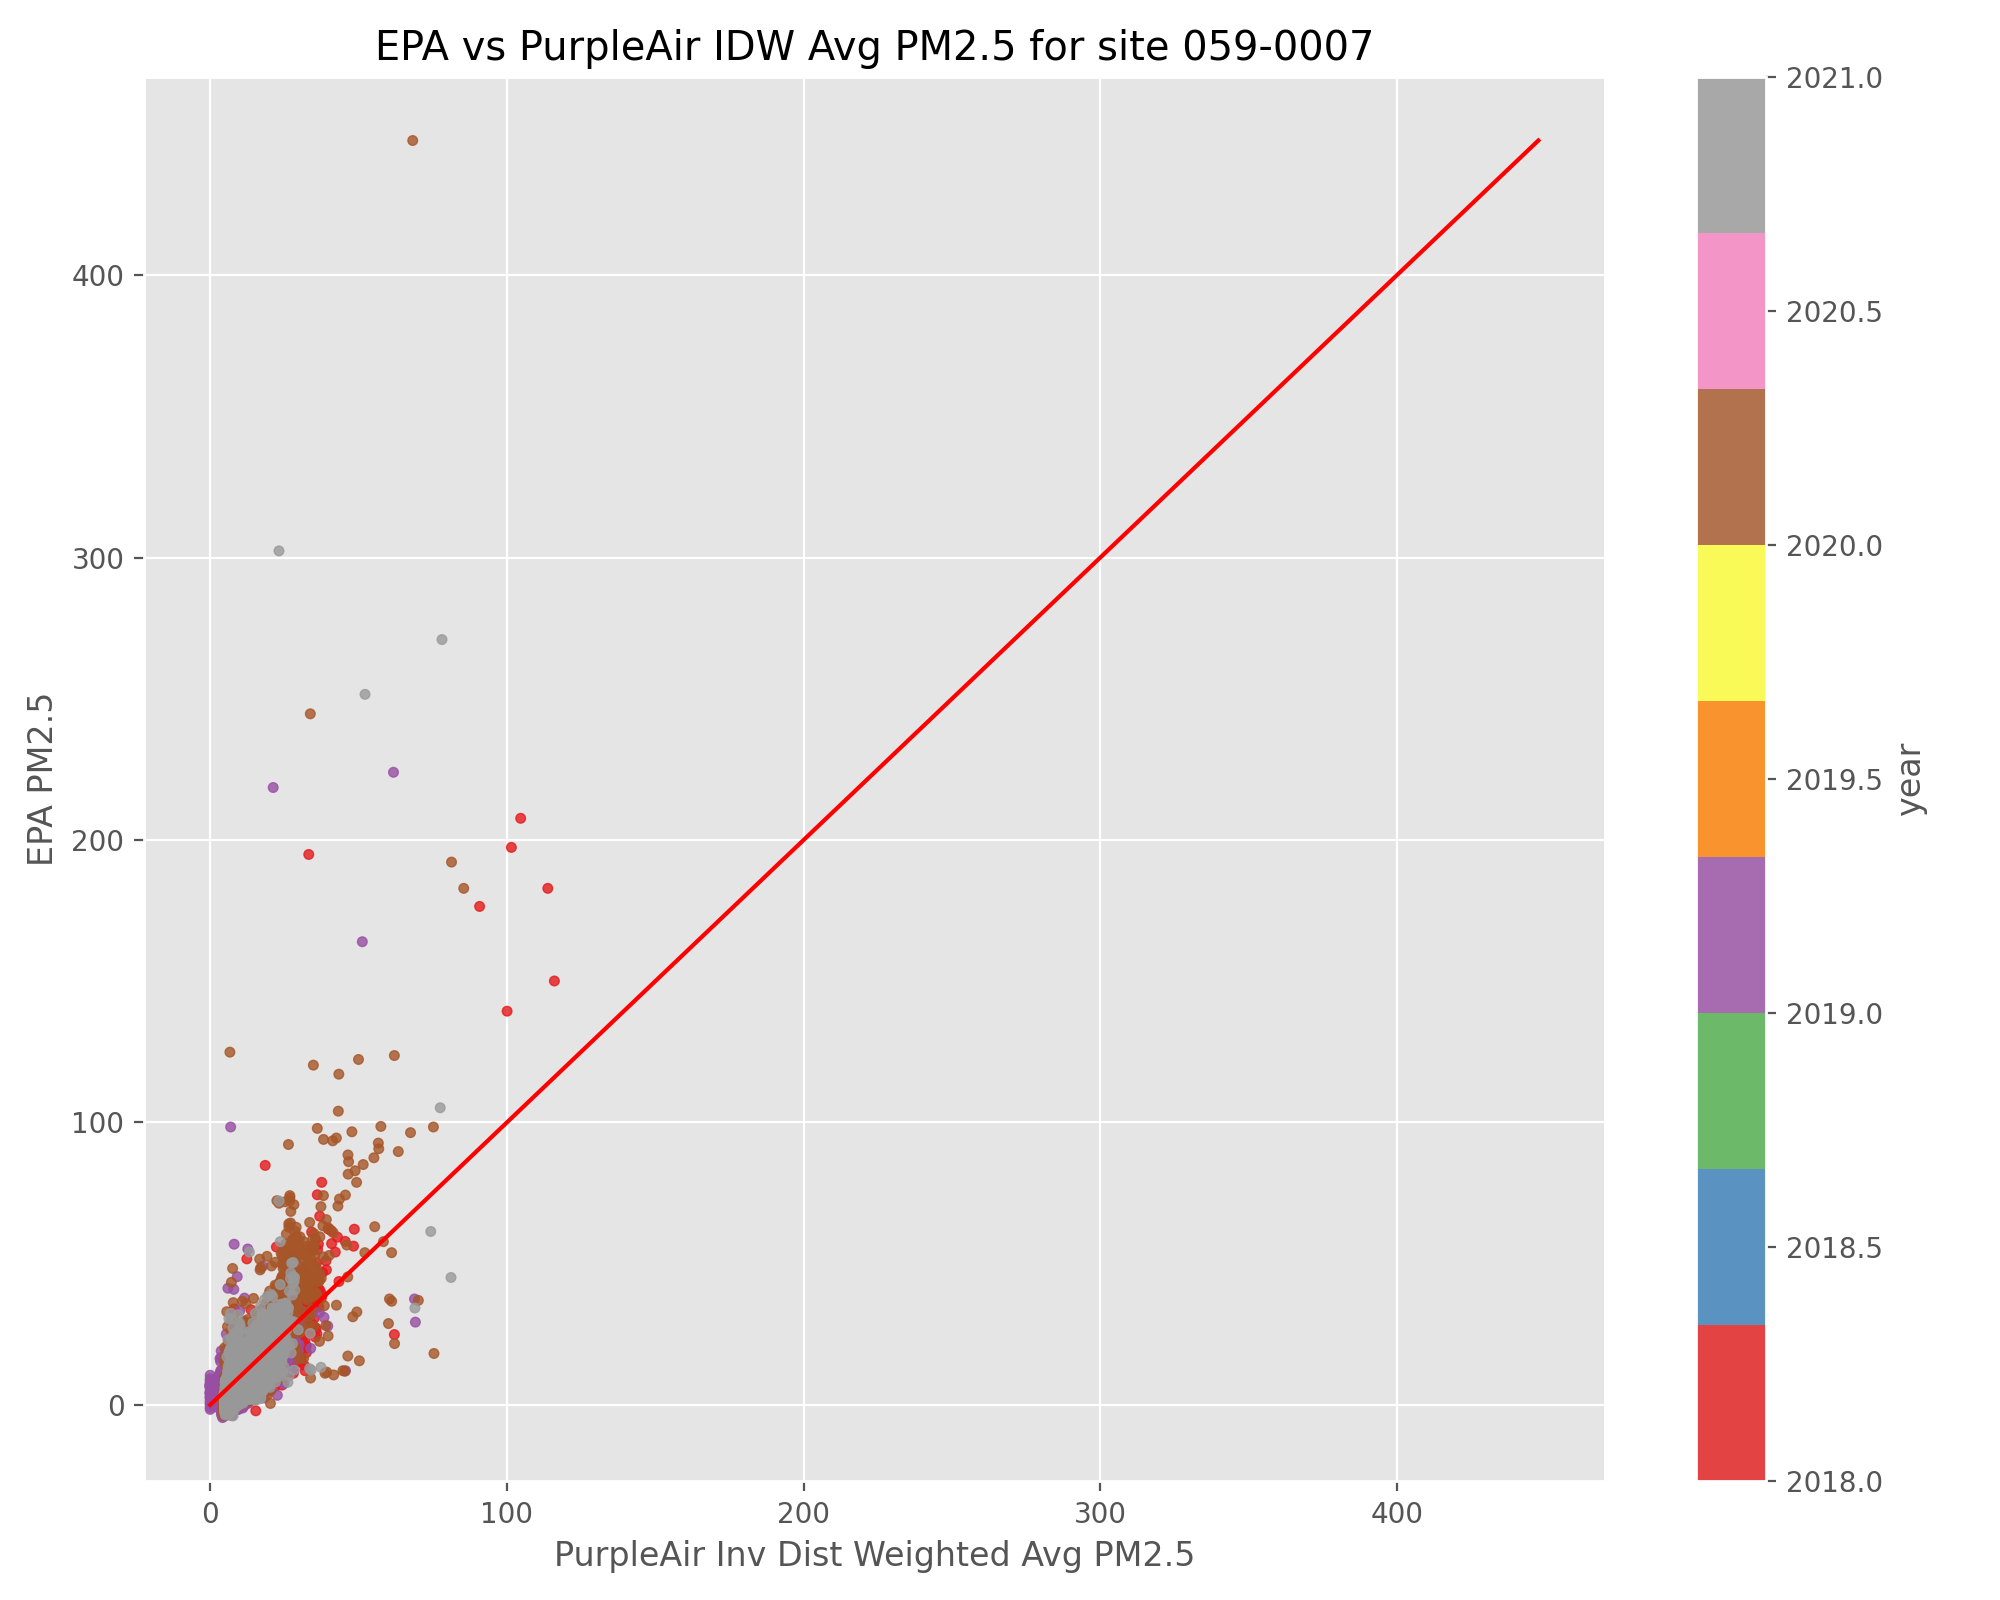 EPA vs PurpleAir IDW Avg PM2.5 for site 059-0007
EPA PM2.5
400
300
200
100
0
0 100 200 300 400
PurpleAir Inv Dist Weighted Avg PM2.5
2021.0
2020.5
2020.0
2019.5
2019.0
2018.5
2018.0
year